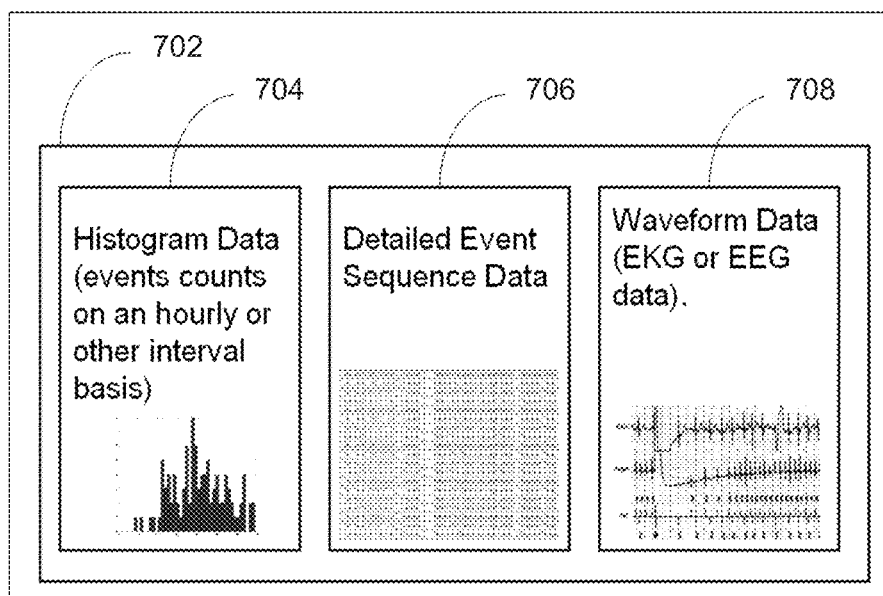 702
704
706
708
Histogram Data
(events counts
on an hourly or
other interval
basis)
Detailed Event
Sequence Data
Waveform Data
(EKG or EEG
data).